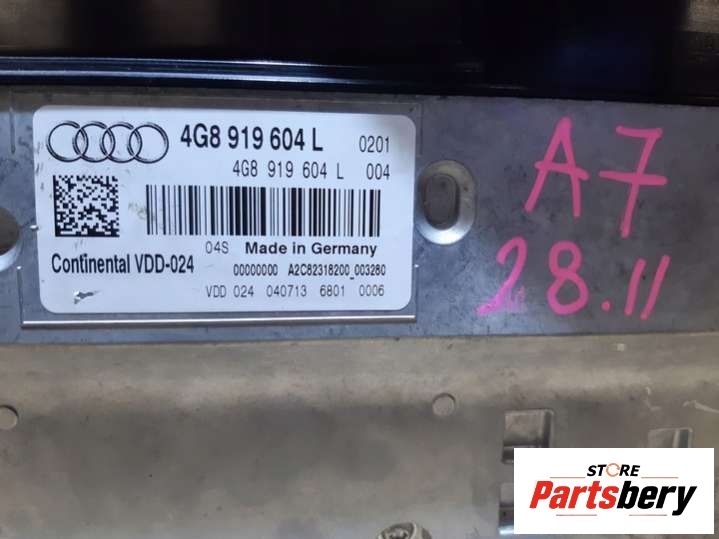 4G8 919 604 L 0201
4G8 919 604 L 004
04S Made in Germany
Continental VDD-024 00000000 A2C82318200_003280
VDD 024 040713 6801 0006
A7
28.11
STORE
Partsbery